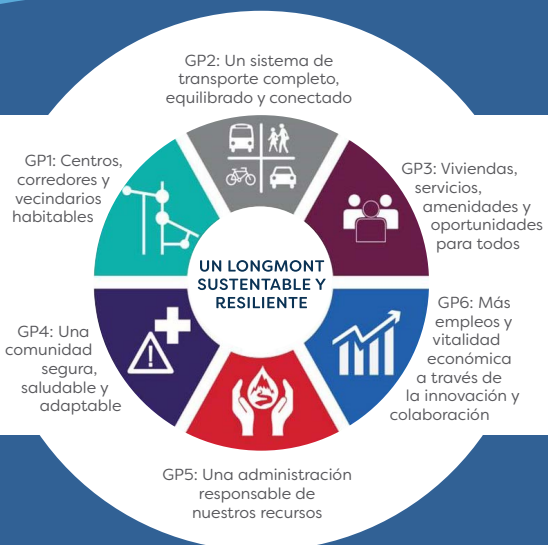 GP2: Un sistema de
transporte completo,
equilibrado y conectado
GP1: Centros,
corredores y
vecindarios
habitables
GP3: Viviendas,
servicios,
amenidades y
oportunidades
para todos
UN LONGMONT
SUSTENTABLE Y
RESILIENTE
GP4: Una
comunidad
segura,
saludable y
adaptable
GP6: Más
empleos y
vitalidad
económica
a través de
la innovación y
colaboración
GP5: Una administración
responsable de
nuestros recursos